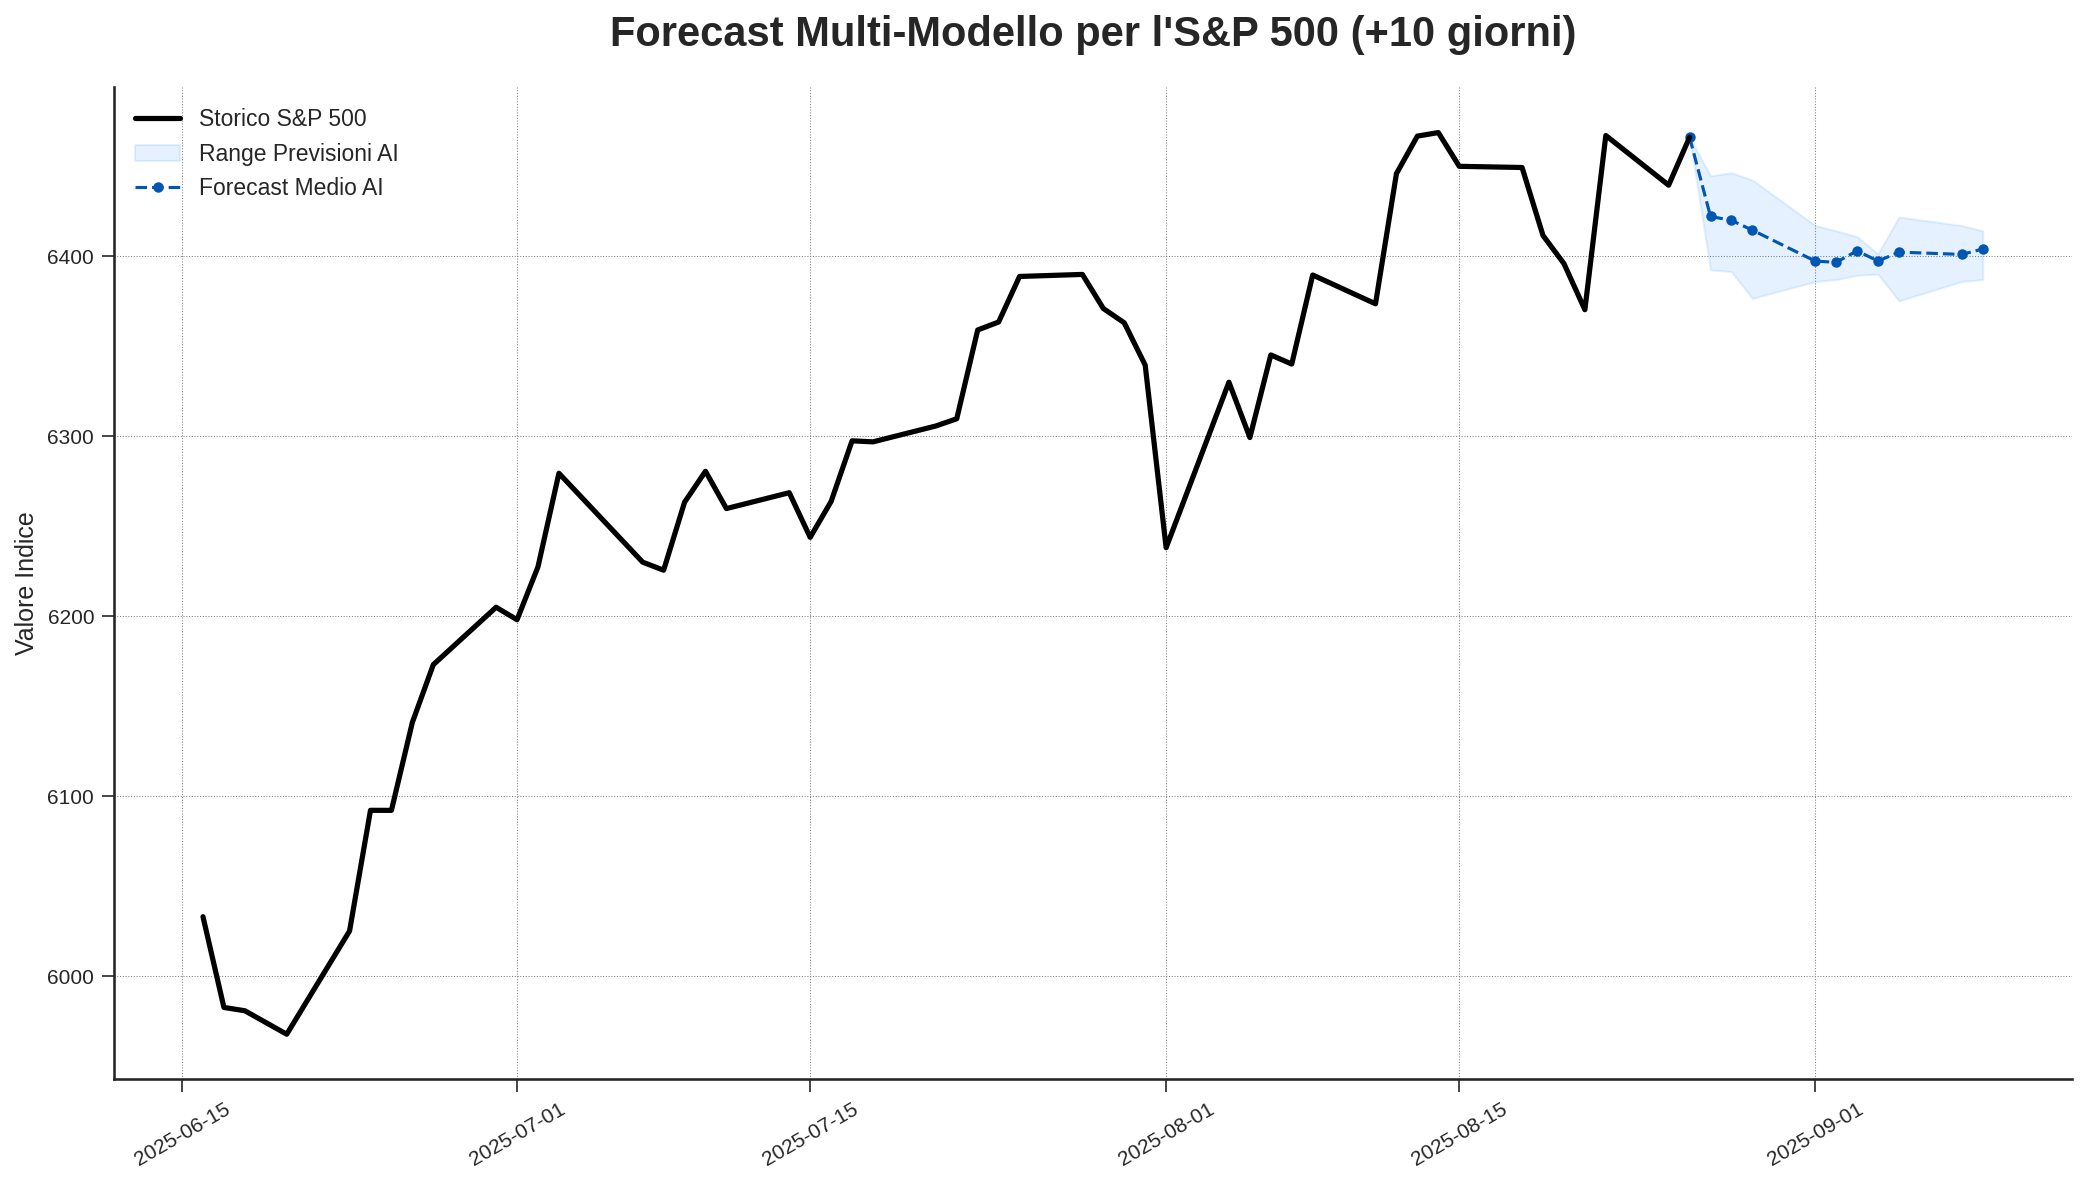 Forecast Multi-Modello per l'S&P 500 (+10 giorni)
Storico S&P 500
Range Previsioni AI
Forecast Medio AI
Valore Indice
6400
6300
6200
6100
6000
2025-06-15
2025-07-01
2025-07-15
2025-08-01
2025-08-15
2025-09-01